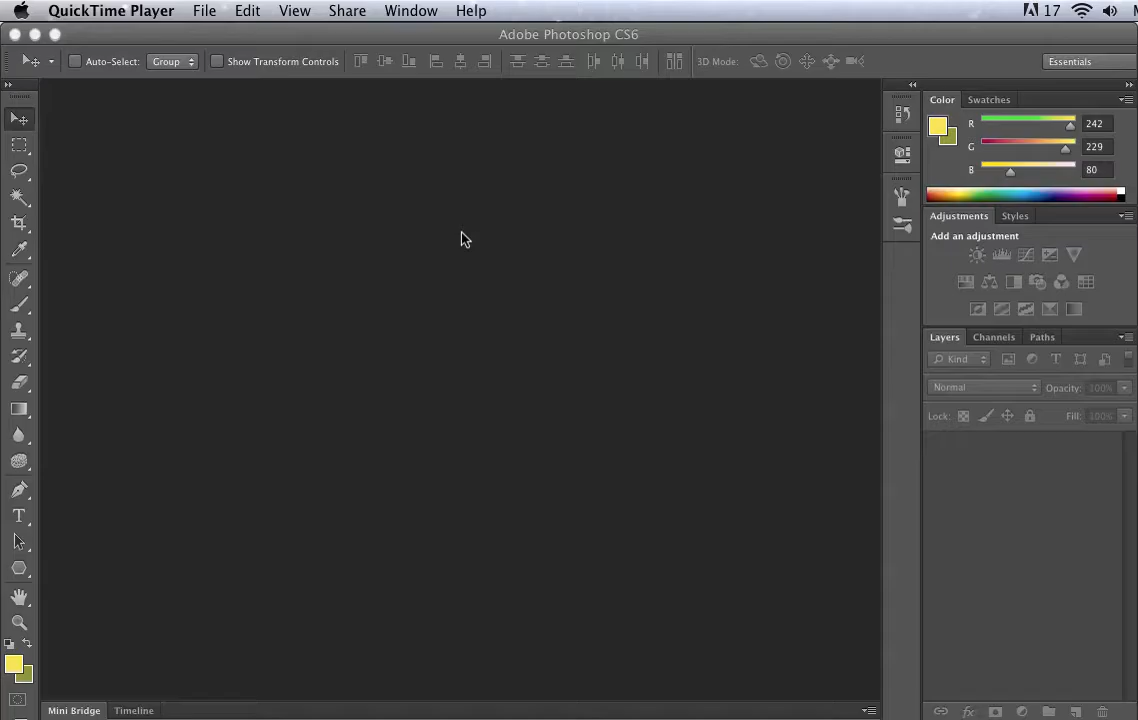 QuickTime Player File Edit View Share Window Help 17
Adobe Photoshop CS6
Auto-Select: Group Show Transform Controls 3D Mode: Essentials
Color Swatches
R 242
G 229
B 80
Adjustments Styles
Add an adjustment
Layers Channels Paths
Kind T
Normal Opacity: 100%
Lock: Fill: 100%
T
fx
Mini Bridge Timeline